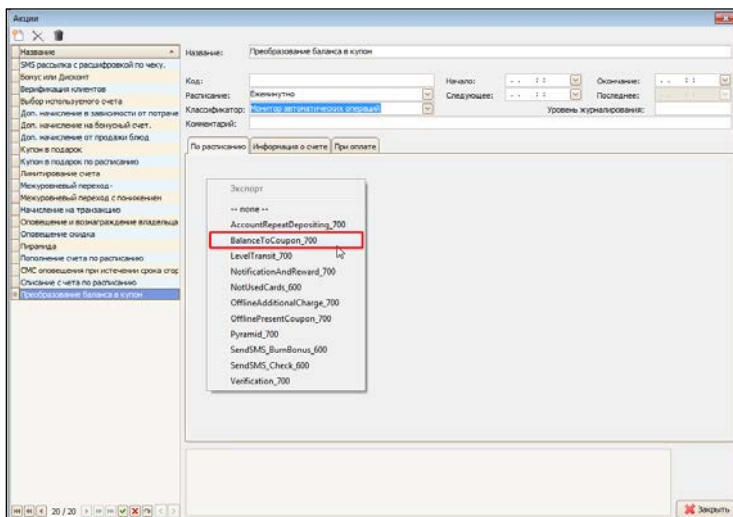 Акции
Название
SMS рассылка с расшифровкой по чеку.
Бонус или Дисконт
Верификация клиентов
Выбор используемого счета
Доп. начисление в зависимости от потраче
Доп. начисление на бонусный счет.
Доп. начисление от продажи блюд
Купон в подарок
Купон в подарок по расписанию
Лимитирование счета
Межуровневый переход-
Межуровневый переход с понижением
Начисление на транзакцию
Оповещение и вознаграждение владельца
Оповещение скидка
Пирамида
Пополнение счета по расписанию
СМС оповещения при истечении срока сгор
Списание с чета по расписанию
Преобразование баланса в купон
20 / 20
Название: Преобразование баланса в купон
Код: Начало: . . : : Окончание: . . : :
Расписание: Ежеминутно Следующее: . . : : Последнее: . . : :
Классификатор: Монитор автоматических операций Уровень журналирования:
Комментарий:
По расписанию Информация о счете При оплате
Экспорт
-- none --
AccountRepeatDepositing_700
BalanceToCoupon_700
LevelTransit_700
NotificationAndReward_700
NotUsedCards_600
OfflineAdditionalCharge_700
OfflinePresentCoupon_700
Pyramid_700
SendSMS_BurnBonus_600
SendSMS_Check_600
Verification_700
Закрыть